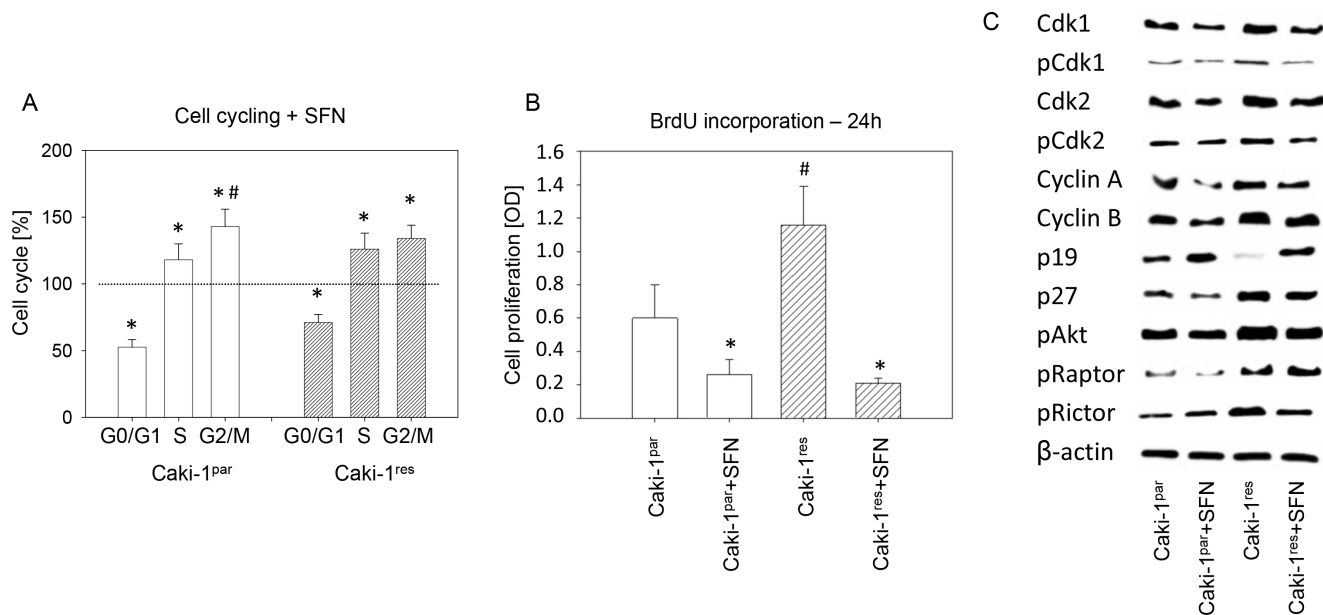 A
Cell cycling + SFN
Cell cycle [%]
200
150
100
50
0
*
*
* #
*
*
*
G0/G1 S G2/M G0/G1 S G2/M
Caki-1par Caki-1res
B
BrdU incorporation – 24h
Cell proliferation [OD]
1.6
1.4
1.2
1.0
0.8
0.6
0.4
0.2
0.0
*
#
*
Caki-1par
Caki-1par+SFN
Caki-1res
Caki-1res+SFN
C
Cdk1
pCdk1
Cdk2
pCdk2
Cyclin A
Cyclin B
p19
p27
pAkt
pRaptor
pRictor
β-actin
Caki-1par
Caki-1par+SFN
Caki-1res
Caki-1res+SFN